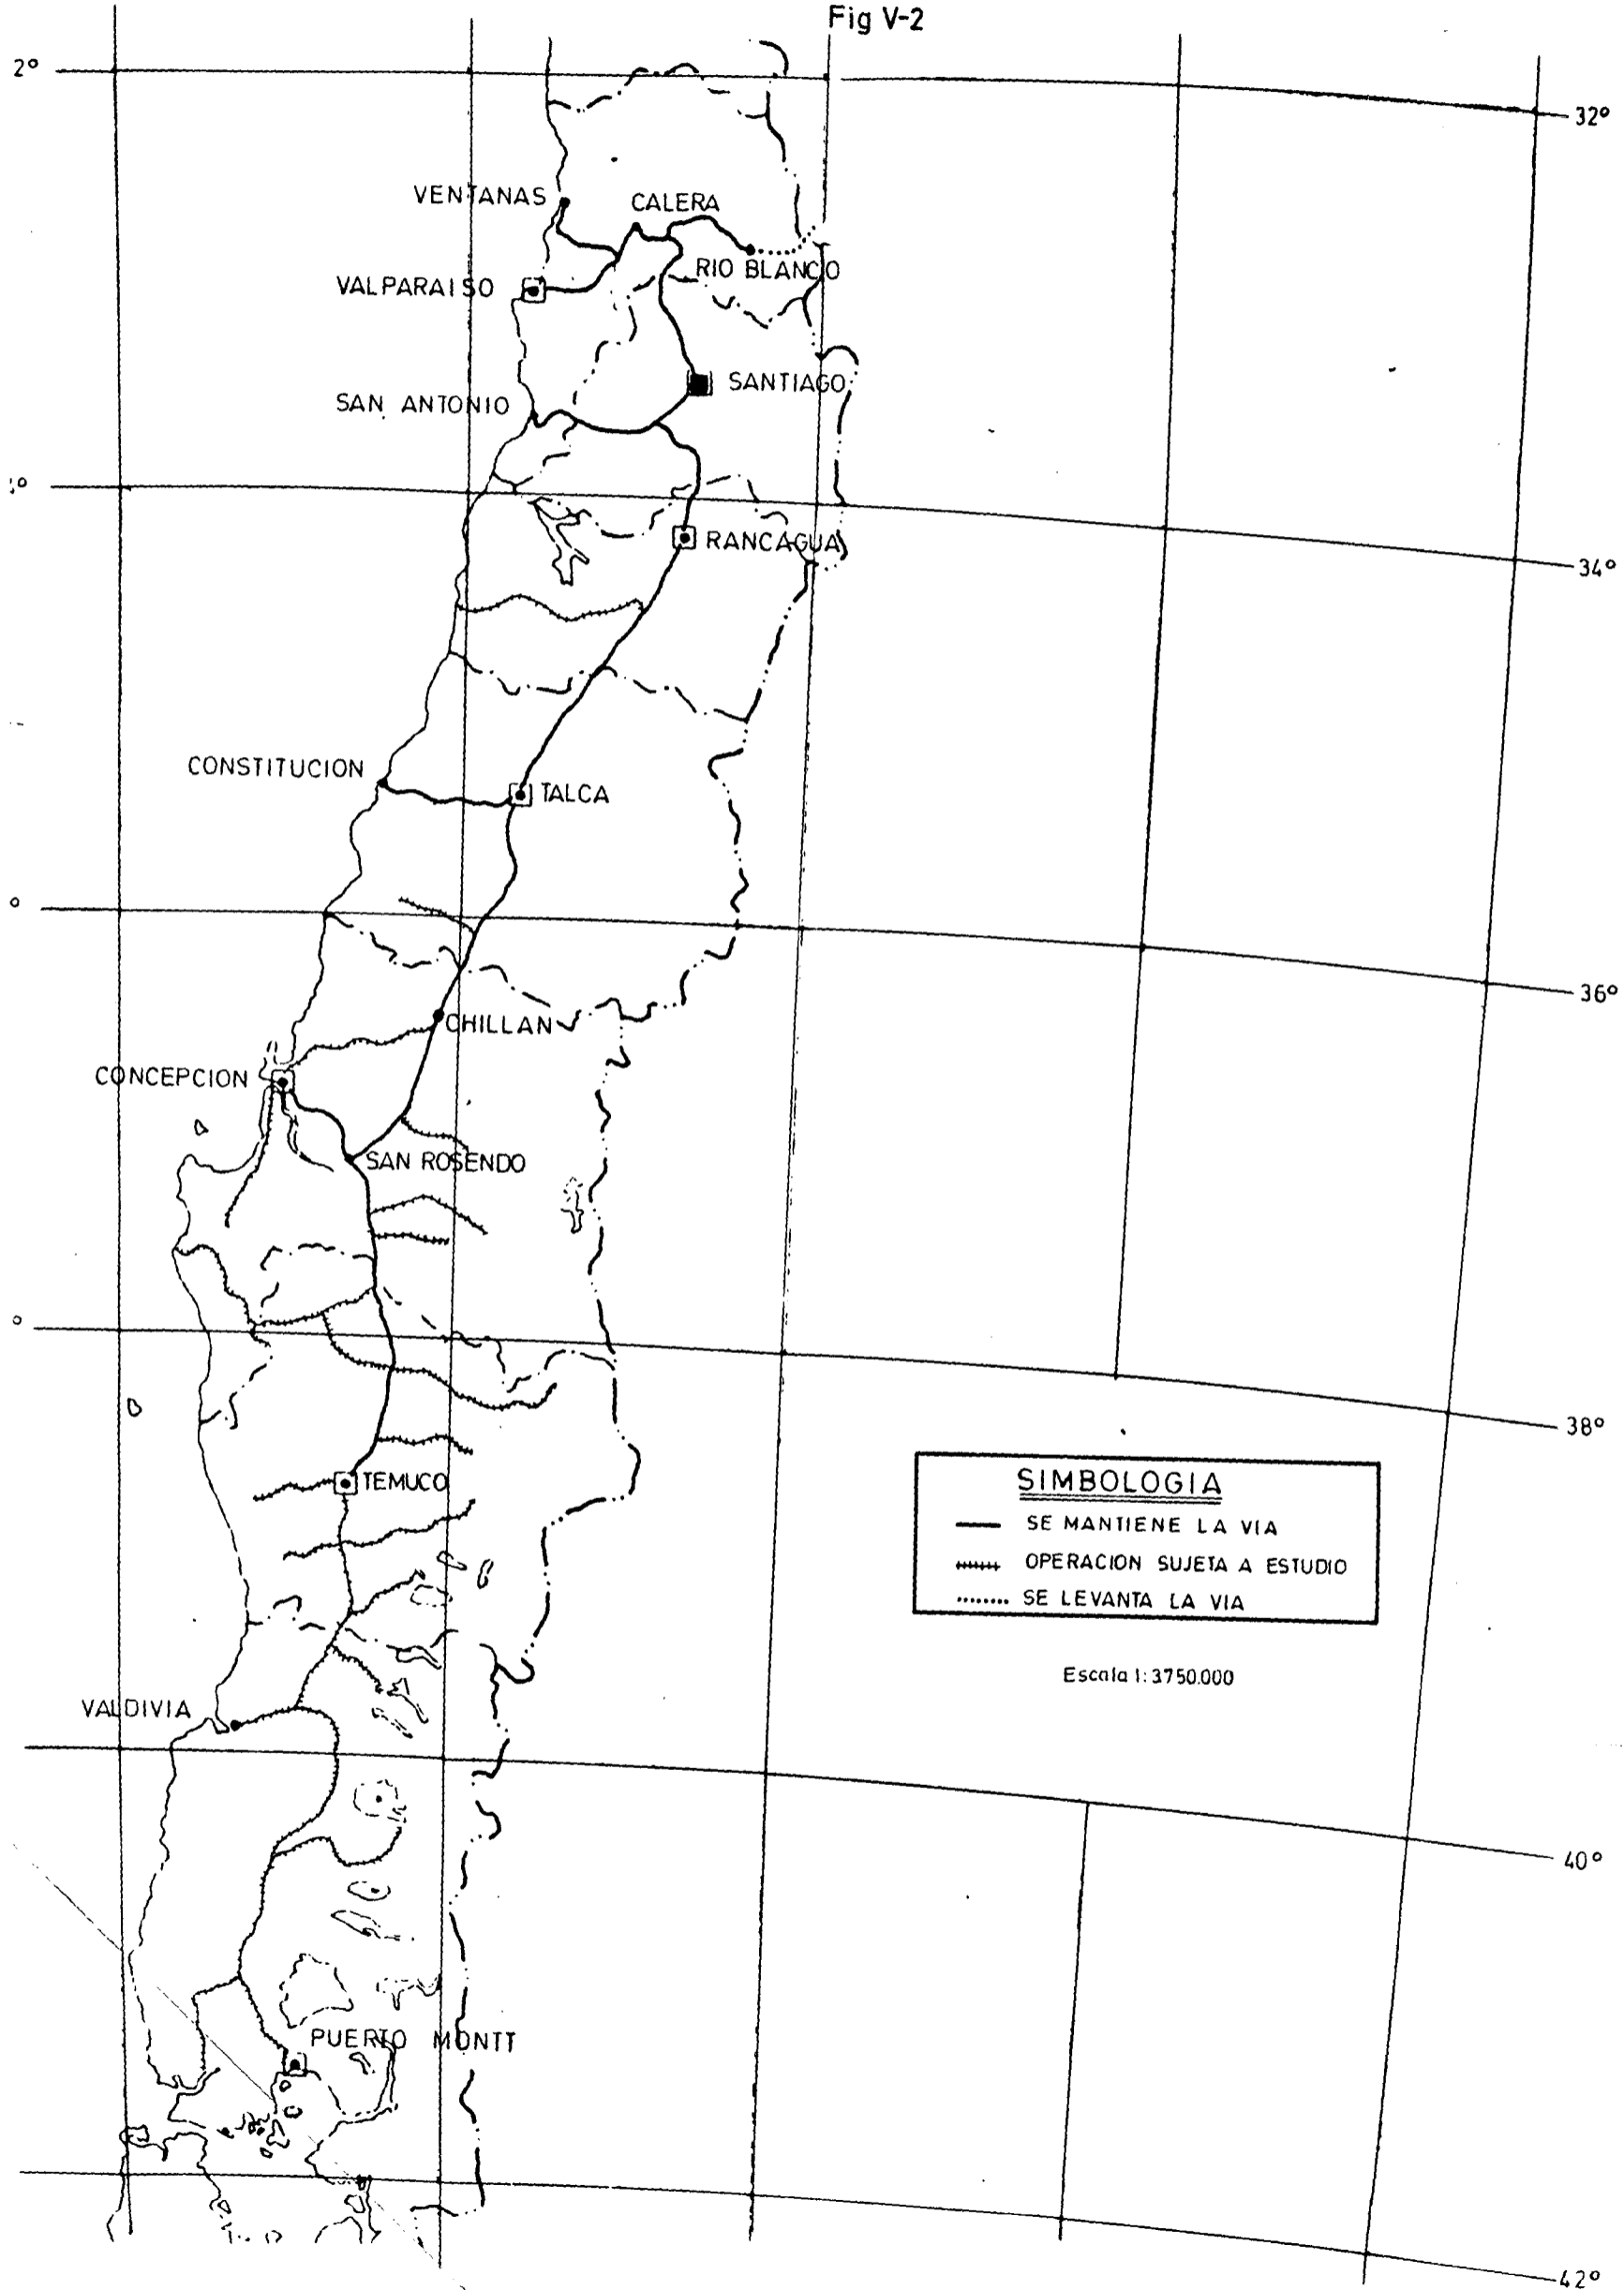 Fig V-2
2°
32°
VENTANAS
CALERA
RIO BLANCO
VALPARAISO
SANTIAGO
SAN ANTONIO
RANCAGUA
34°
CONSTITUCION
TALCA
36°
CHILLAN
CONCEPCION
SAN ROSENDO
38°
TEMUCO
SIMBOLOGIA
SE MANTIENE LA VIA
OPERACION SUJETA A ESTUDIO
SE LEVANTA LA VIA
Escala 1:3750.000
VALDIVIA
40°
PUERTO MONTT
42°